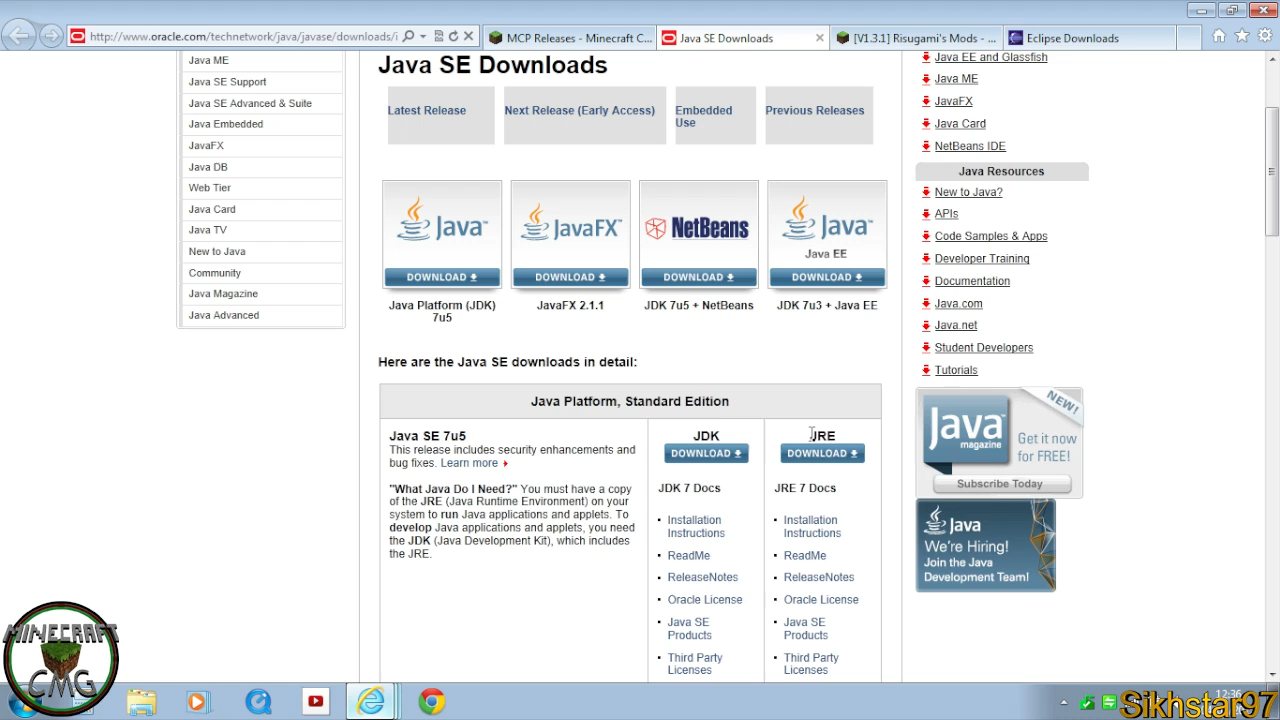 http://www.oracle.com/technetwork/java/javase/downloads/i
MCP Releases - Minecraft C...
Java SE Downloads
[V1.3.1] Risugami's Mods - ...
Eclipse Downloads
Java ME
Java SE Support
Java SE Advanced & Suite
Java Embedded
JavaFX
Java DB
Web Tier
Java Card
Java TV
New to Java
Community
Java Magazine
Java Advanced
Java SE Downloads
Latest Release
Next Release (Early Access)
Embedded
Use
Previous Releases
Java™
DOWNLOAD
Java Platform (JDK)
7u5
JavaFX™
DOWNLOAD
JavaFX 2.1.1
NetBeans
DOWNLOAD
JDK 7u5 + NetBeans
Java™
Java EE
DOWNLOAD
JDK 7u3 + Java EE
Here are the Java SE downloads in detail:
Java Platform, Standard Edition
Java SE 7u5
This release includes security enhancements and
bug fixes. Learn more
"What Java Do I Need?" You must have a copy
of the JRE (Java Runtime Environment) on your
system to run Java applications and applets. To
develop Java applications and applets, you need
the JDK (Java Development Kit), which includes
the JRE.
JDK
DOWNLOAD
JDK 7 Docs
Installation
Instructions
ReadMe
ReleaseNotes
Oracle License
Java SE
Products
Third Party
Licenses
JRE
DOWNLOAD
JRE 7 Docs
Installation
Instructions
ReadMe
ReleaseNotes
Oracle License
Java SE
Products
Third Party
Licenses
Java EE and Glassfish
Java ME
JavaFX
Java Card
NetBeans IDE
Java Resources
New to Java?
APIs
Code Samples & Apps
Developer Training
Documentation
Java.com
Java.net
Student Developers
Tutorials
NEW!
Java
magazine
Get it now
for FREE!
Subscribe Today
Java
We're Hiring!
Join the Java
Development Team!
MINECRAFT
CMG
12:36
Sikhstar97